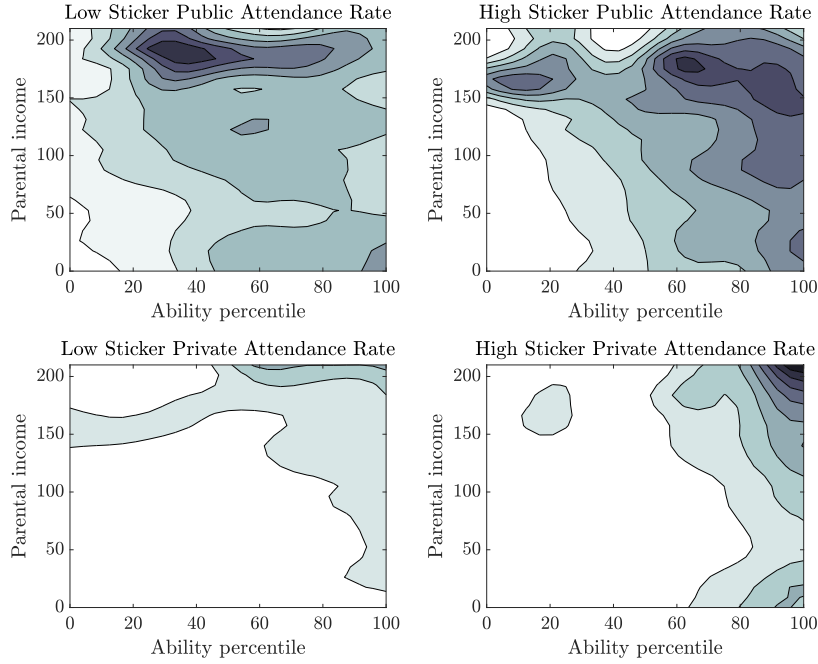 Low Sticker Public Attendance Rate
200
150
100
50
0
Parental income
0 20 40 60 80 100
Ability percentile
High Sticker Public Attendance Rate
200
150
100
50
0
Parental income
0 20 40 60 80 100
Ability percentile
Low Sticker Private Attendance Rate
200
150
100
50
0
Parental income
0 20 40 60 80 100
Ability percentile
High Sticker Private Attendance Rate
200
150
100
50
0
Parental income
0 20 40 60 80 100
Ability percentile